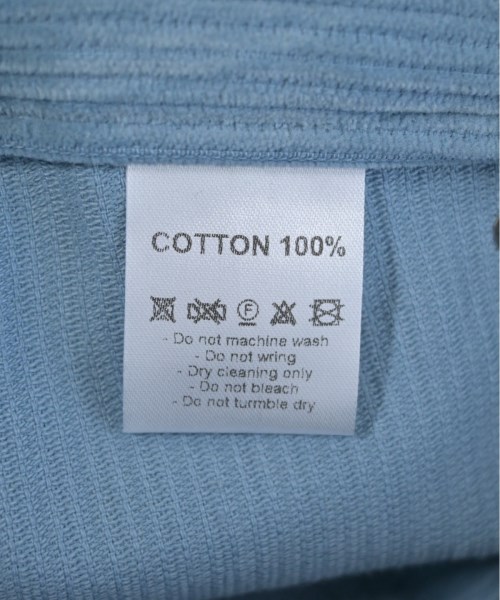 COTTON 100%
F
- Do not machine wash
- Do not wring
- Dry cleaning only
- Do not bleach
- Do not turmble dry